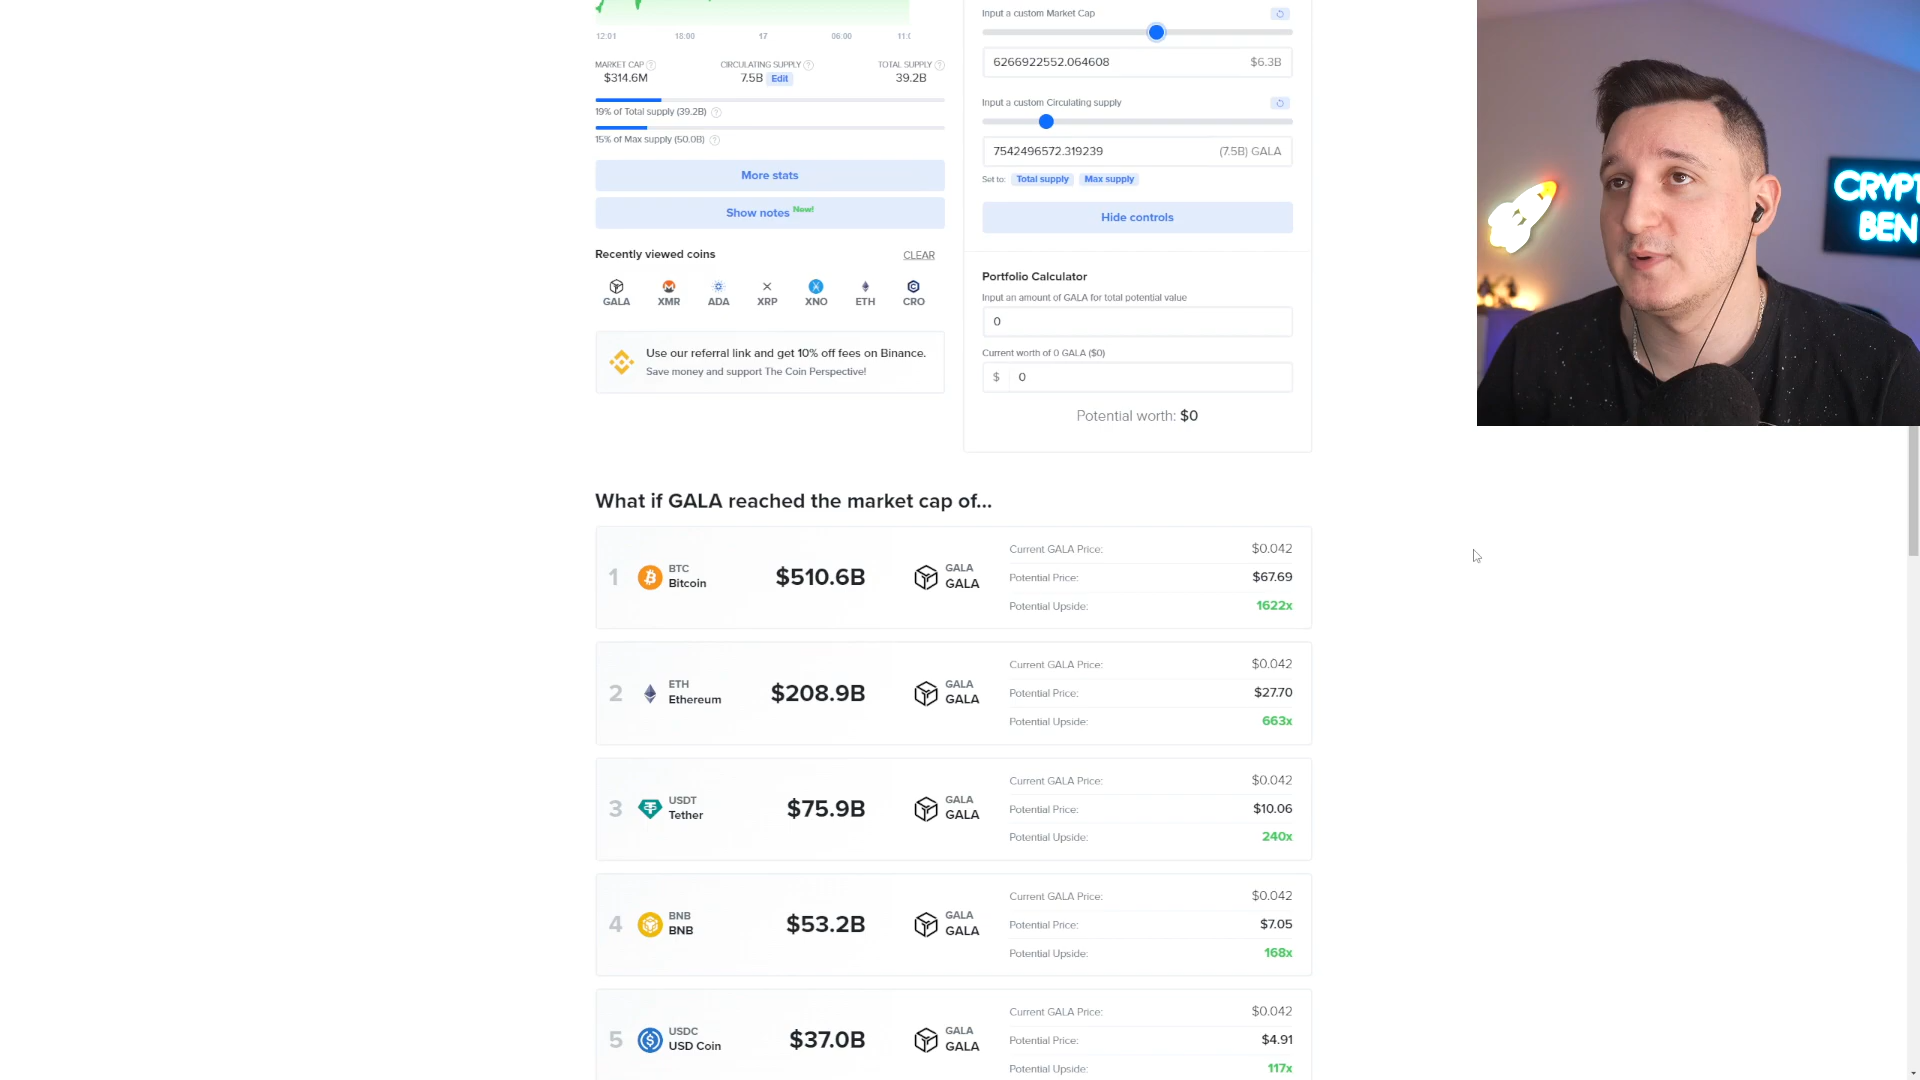 12:01
18:00
17
06:00
MARKET CAP
$314.6M
CIRCULATING SUPPLY
7.5B Edit
TOTAL SUPPLY
39.2B
19% of Total supply (39.2B)
15% of Max supply (50.0B)
More stats
Show notes New!
Recently viewed coins
CLEAR
GALA
XMR
ADA
XRP
XNO
ETH
CRO
Use our referral link and get 10% off fees on Binance.
Save money and support The Coin Perspective!
Input a custom Market Cap
6266922552.064608
$6.3B
Input a custom Circulating supply
7542496572.319239
(7.5B) GALA
Set to: Total supply Max supply
Hide controls
Portfolio Calculator
Input an amount of GALA for total potential value
0
Current worth of 0 GALA ($0)
$ 0
Potential worth: $0
CRYPT
BEN
What if GALA reached the market cap of...
1
BTC
Bitcoin
$510.6B
GALA
GALA
Current GALA Price: $0.042
Potential Price: $67.69
Potential Upside: 1622x
2
ETH
Ethereum
$208.9B
GALA
GALA
Current GALA Price: $0.042
Potential Price: $27.70
Potential Upside: 663x
3
USDT
Tether
$75.9B
GALA
GALA
Current GALA Price: $0.042
Potential Price: $10.06
Potential Upside: 240x
4
BNB
BNB
$53.2B
GALA
GALA
Current GALA Price: $0.042
Potential Price: $7.05
Potential Upside: 168x
5
USDC
USD Coin
$37.0B
GALA
GALA
Current GALA Price: $0.042
Potential Price: $4.91
Potential Upside: 117x